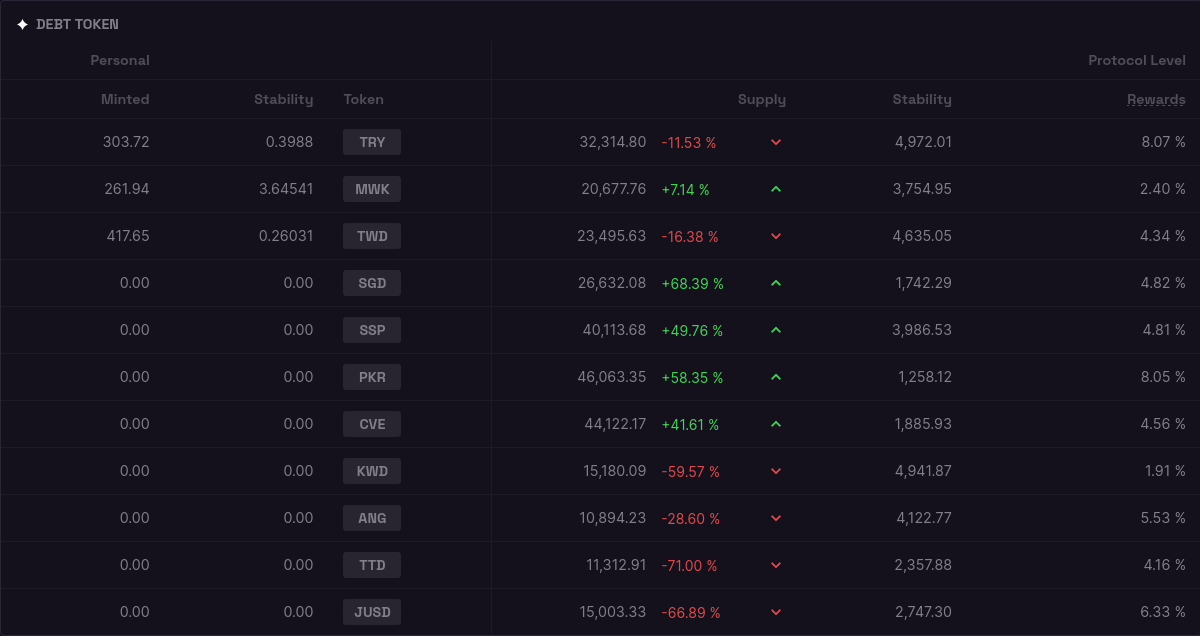 DEBT TOKEN
Personal Protocol Level
Minted Stability Token Supply Stability Rewards
303.72 0.3988 TRY 32,314.80 -11.53 % 4,972.01 8.07 %
261.94 3.64541 MWK 20,677.76 +7.14 % 3,754.95 2.40 %
417.65 0.26031 TWD 23,495.63 -16.38 % 4,635.05 4.34 %
0.00 0.00 SGD 26,632.08 +68.39 % 1,742.29 4.82 %
0.00 0.00 SSP 40,113.68 +49.76 % 3,986.53 4.81 %
0.00 0.00 PKR 46,063.35 +58.35 % 1,258.12 8.05 %
0.00 0.00 CVE 44,122.17 +41.61 % 1,885.93 4.56 %
0.00 0.00 KWD 15,180.09 -59.57 % 4,941.87 1.91 %
0.00 0.00 ANG 10,894.23 -28.60 % 4,122.77 5.53 %
0.00 0.00 TTD 11,312.91 -71.00 % 2,357.88 4.16 %
0.00 0.00 JUSD 15,003.33 -66.89 % 2,747.30 6.33 %